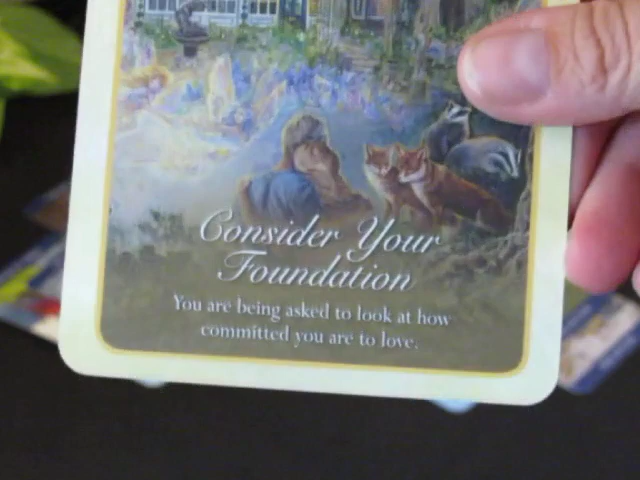 Consider Your
Foundation
You are being asked to look at how
committed you are to love.